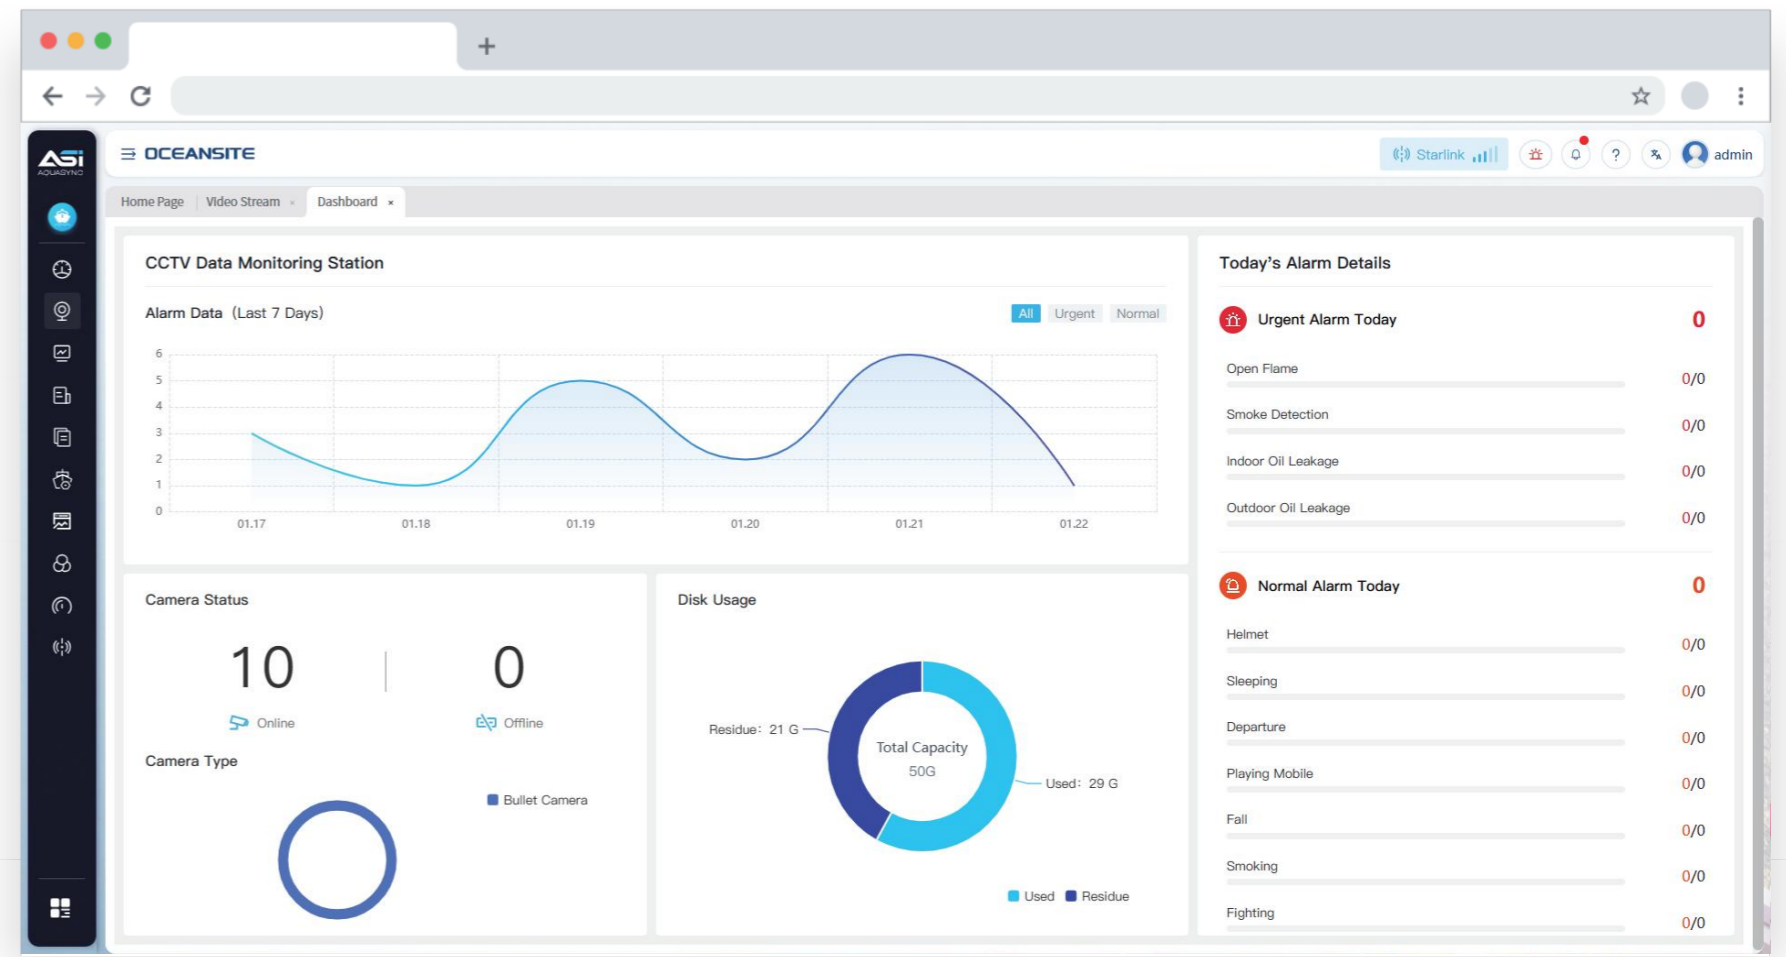 ASi
AQUASYNC
OCEANSITE
Starlink
?
admin
Home Page
Video Stream ×
Dashboard ×
CCTV Data Monitoring Station
Alarm Data (Last 7 Days)
All
Urgent
Normal
6
5
4
3
2
1
0
01.17
01.18
01.19
01.20
01.21
01.22
Camera Status
10
0
Online
Offline
Camera Type
Bullet Camera
Disk Usage
Residue: 21 G
Total Capacity
50G
Used: 29 G
Used
Residue
Today's Alarm Details
Urgent Alarm Today
0
Open Flame
0/0
Smoke Detection
0/0
Indoor Oil Leakage
0/0
Outdoor Oil Leakage
0/0
Normal Alarm Today
0
Helmet
0/0
Sleeping
0/0
Departure
0/0
Playing Mobile
0/0
Fall
0/0
Smoking
0/0
Fighting
0/0